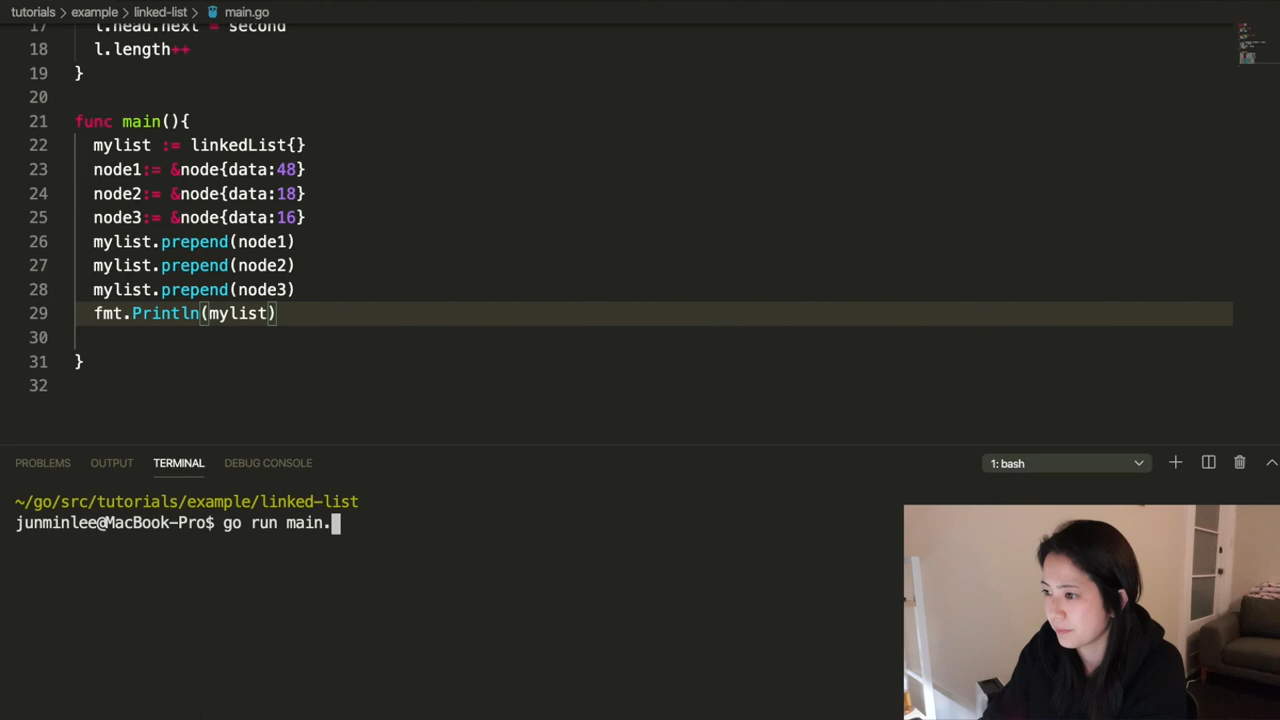 tutorials > example > linked-list > main.go
17 l.head.next = second
18 l.length++
19 }
20
21 func main(){
22 mylist := linkedList{}
23 node1:= &node{data:48}
24 node2:= &node{data:18}
25 node3:= &node{data:16}
26 mylist.prepend(node1)
27 mylist.prepend(node2)
28 mylist.prepend(node3)
29 fmt.Println(mylist)
30
31 }
32
PROBLEMS OUTPUT TERMINAL DEBUG CONSOLE 1: bash
~/go/src/tutorials/example/linked-list
junminlee@MacBook-Pro$ go run main.